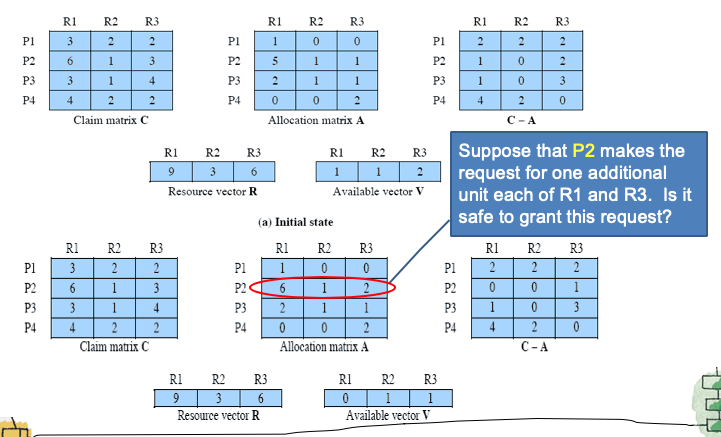 R1 R2 R3 R1 R2 R3 R1 R2 R3
P1 3 2 2 P1 1 0 0 P1 2 2 2
P2 6 1 3 P2 5 1 1 P2 1 0 2
P3 3 1 4 P3 2 1 1 P3 1 0 3
P4 4 2 2 P4 0 0 2 P4 4 2 0
Claim matrix C Allocation matrix A C – A
R1 R2 R3 R1 R2 R3
9 3 6 1 1 2
Resource vector R Available vector V
(a) Initial state
Suppose that P2 makes the
request for one additional
unit each of R1 and R3. Is it
safe to grant this request?
R1 R2 R3 R1 R2 R3 R1 R2 R3
P1 3 2 2 P1 1 0 0 P1 2 2 2
P2 6 1 3 P2 6 1 2 P2 0 0 1
P3 3 1 4 P3 2 1 1 P3 1 0 3
P4 4 2 2 P4 0 0 2 P4 4 2 0
Claim matrix C Allocation matrix A C – A
R1 R2 R3 R1 R2 R3
9 3 6 0 1 1
Resource vector R Available vector V